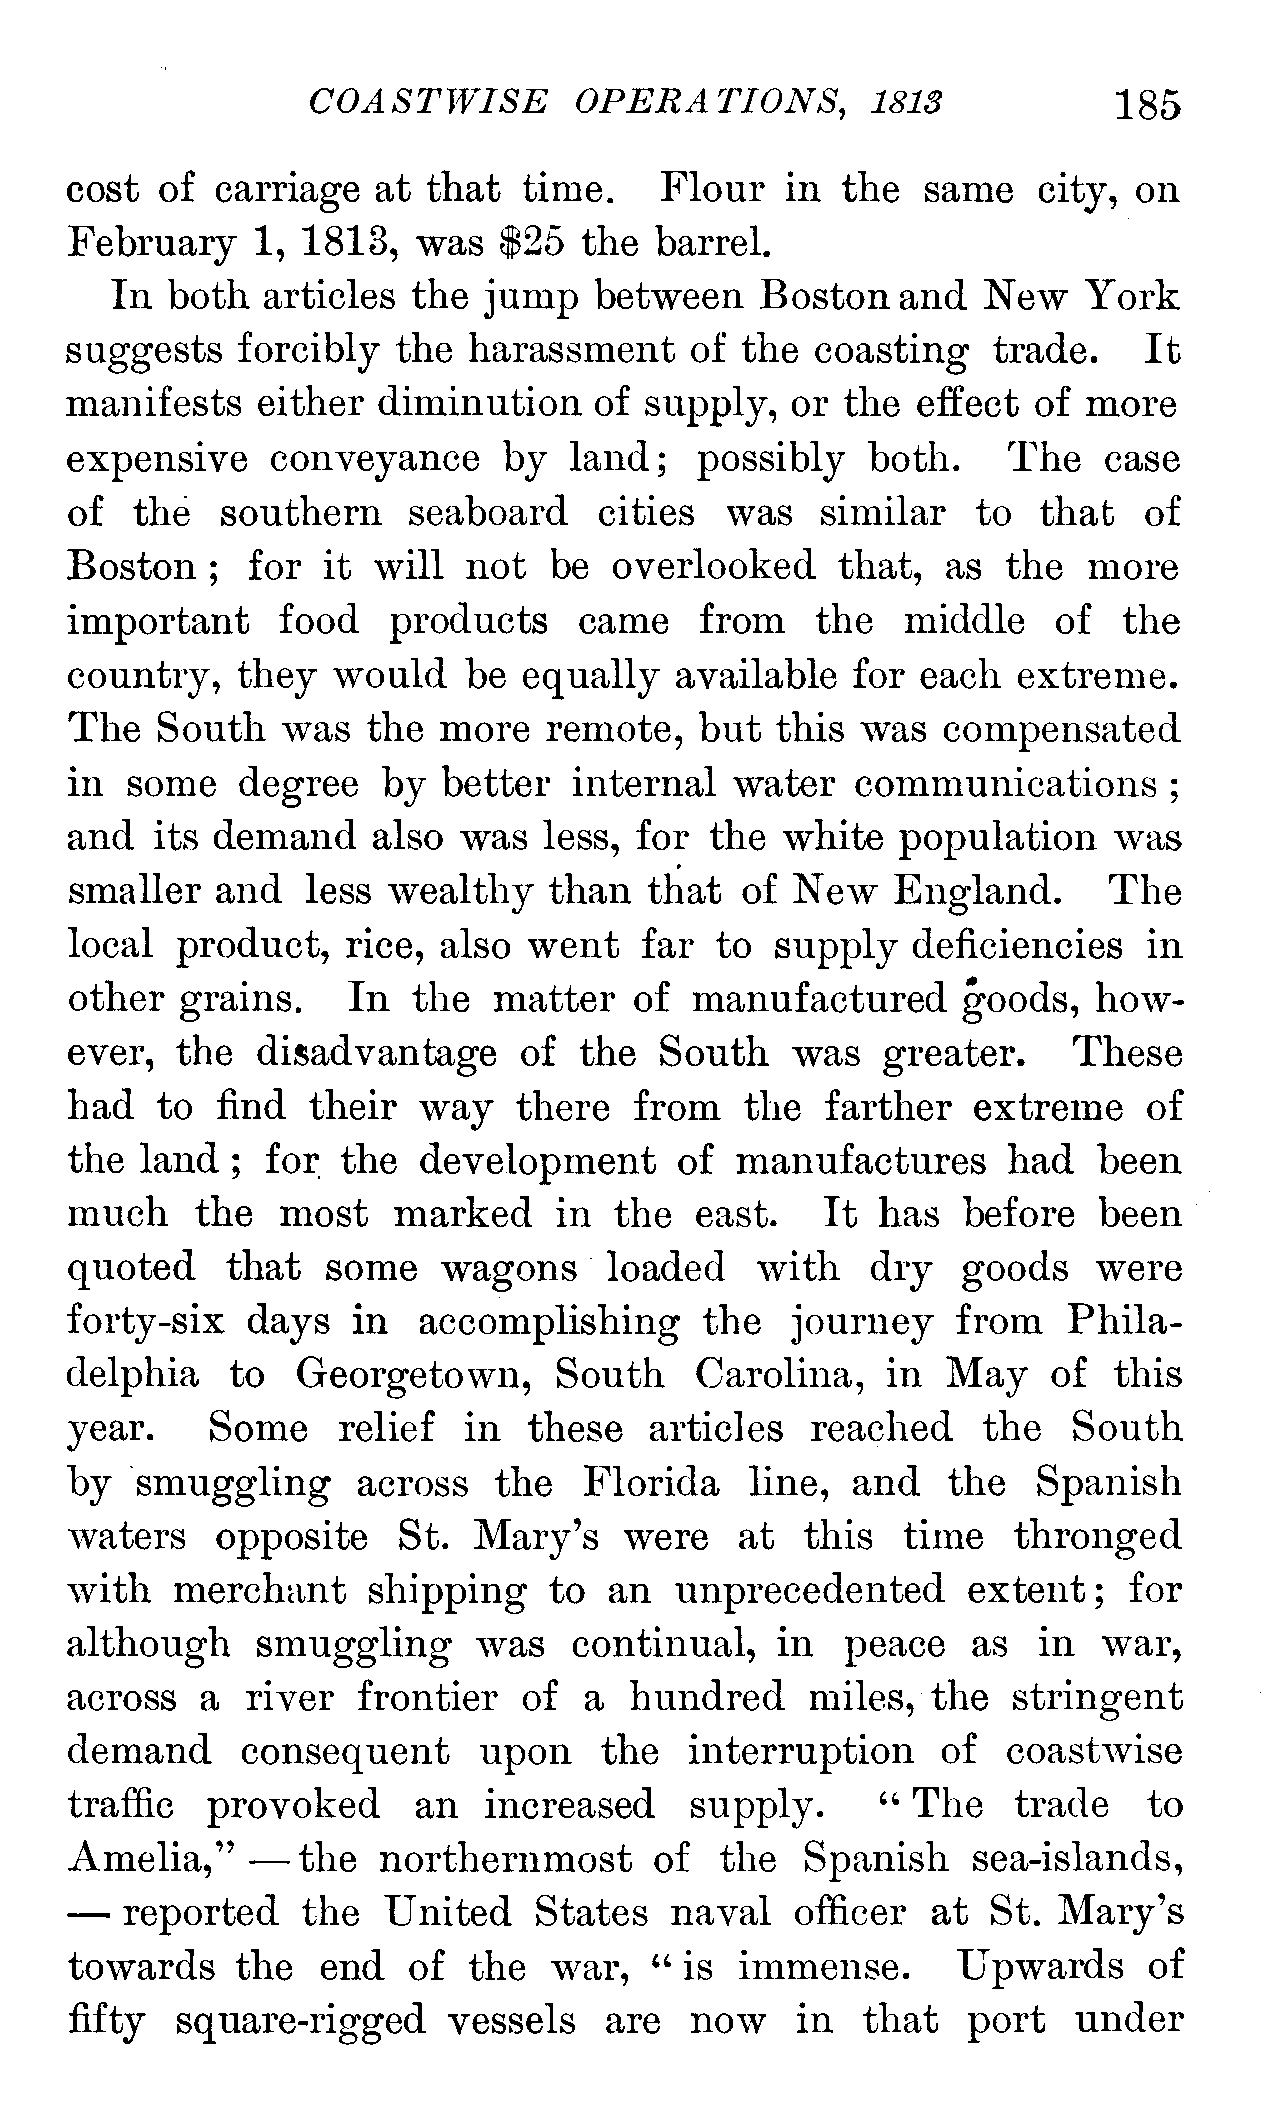 COASTWISE OPERATIONS, 1813 185
cost of carriage at that time. Flour in the same city, on
February 1, 1813, was $25 the barrel.
In both articles the jump between Boston and New York
suggests forcibly the harassment of the coasting trade. It
manifests either diminution of supply, or the effect of more
expensive conveyance by land; possibly both. The case
of the southern seaboard cities was similar to that of
Boston; for it will not be overlooked that, as the more
important food products came from the middle of the
country, they would be equally available for each extreme.
The South was the more remote, but this was compensated
in some degree by better internal water communications;
and its demand also was less, for the white population was
smaller and less wealthy than that of New England. The
local product, rice, also went far to supply deficiencies in
other grains. In the matter of manufactured goods, how-
ever, the disadvantage of the South was greater. These
had to find their way there from the farther extreme of
the land; for the development of manufactures had been
much the most marked in the east. It has before been
quoted that some wagons loaded with dry goods were
forty-six days in accomplishing the journey from Phila-
delphia to Georgetown, South Carolina, in May of this
year. Some relief in these articles reached the South
by smuggling across the Florida line, and the Spanish
waters opposite St. Mary's were at this time thronged
with merchant shipping to an unprecedented extent; for
although smuggling was continual, in peace as in war,
across a river frontier of a hundred miles, the stringent
demand consequent upon the interruption of coastwise
traffic provoked an increased supply. "The trade to
Amelia," — the northernmost of the Spanish sea-islands,
— reported the United States naval officer at St. Mary's
towards the end of the war, "is immense. Upwards of
fifty square-rigged vessels are now in that port under